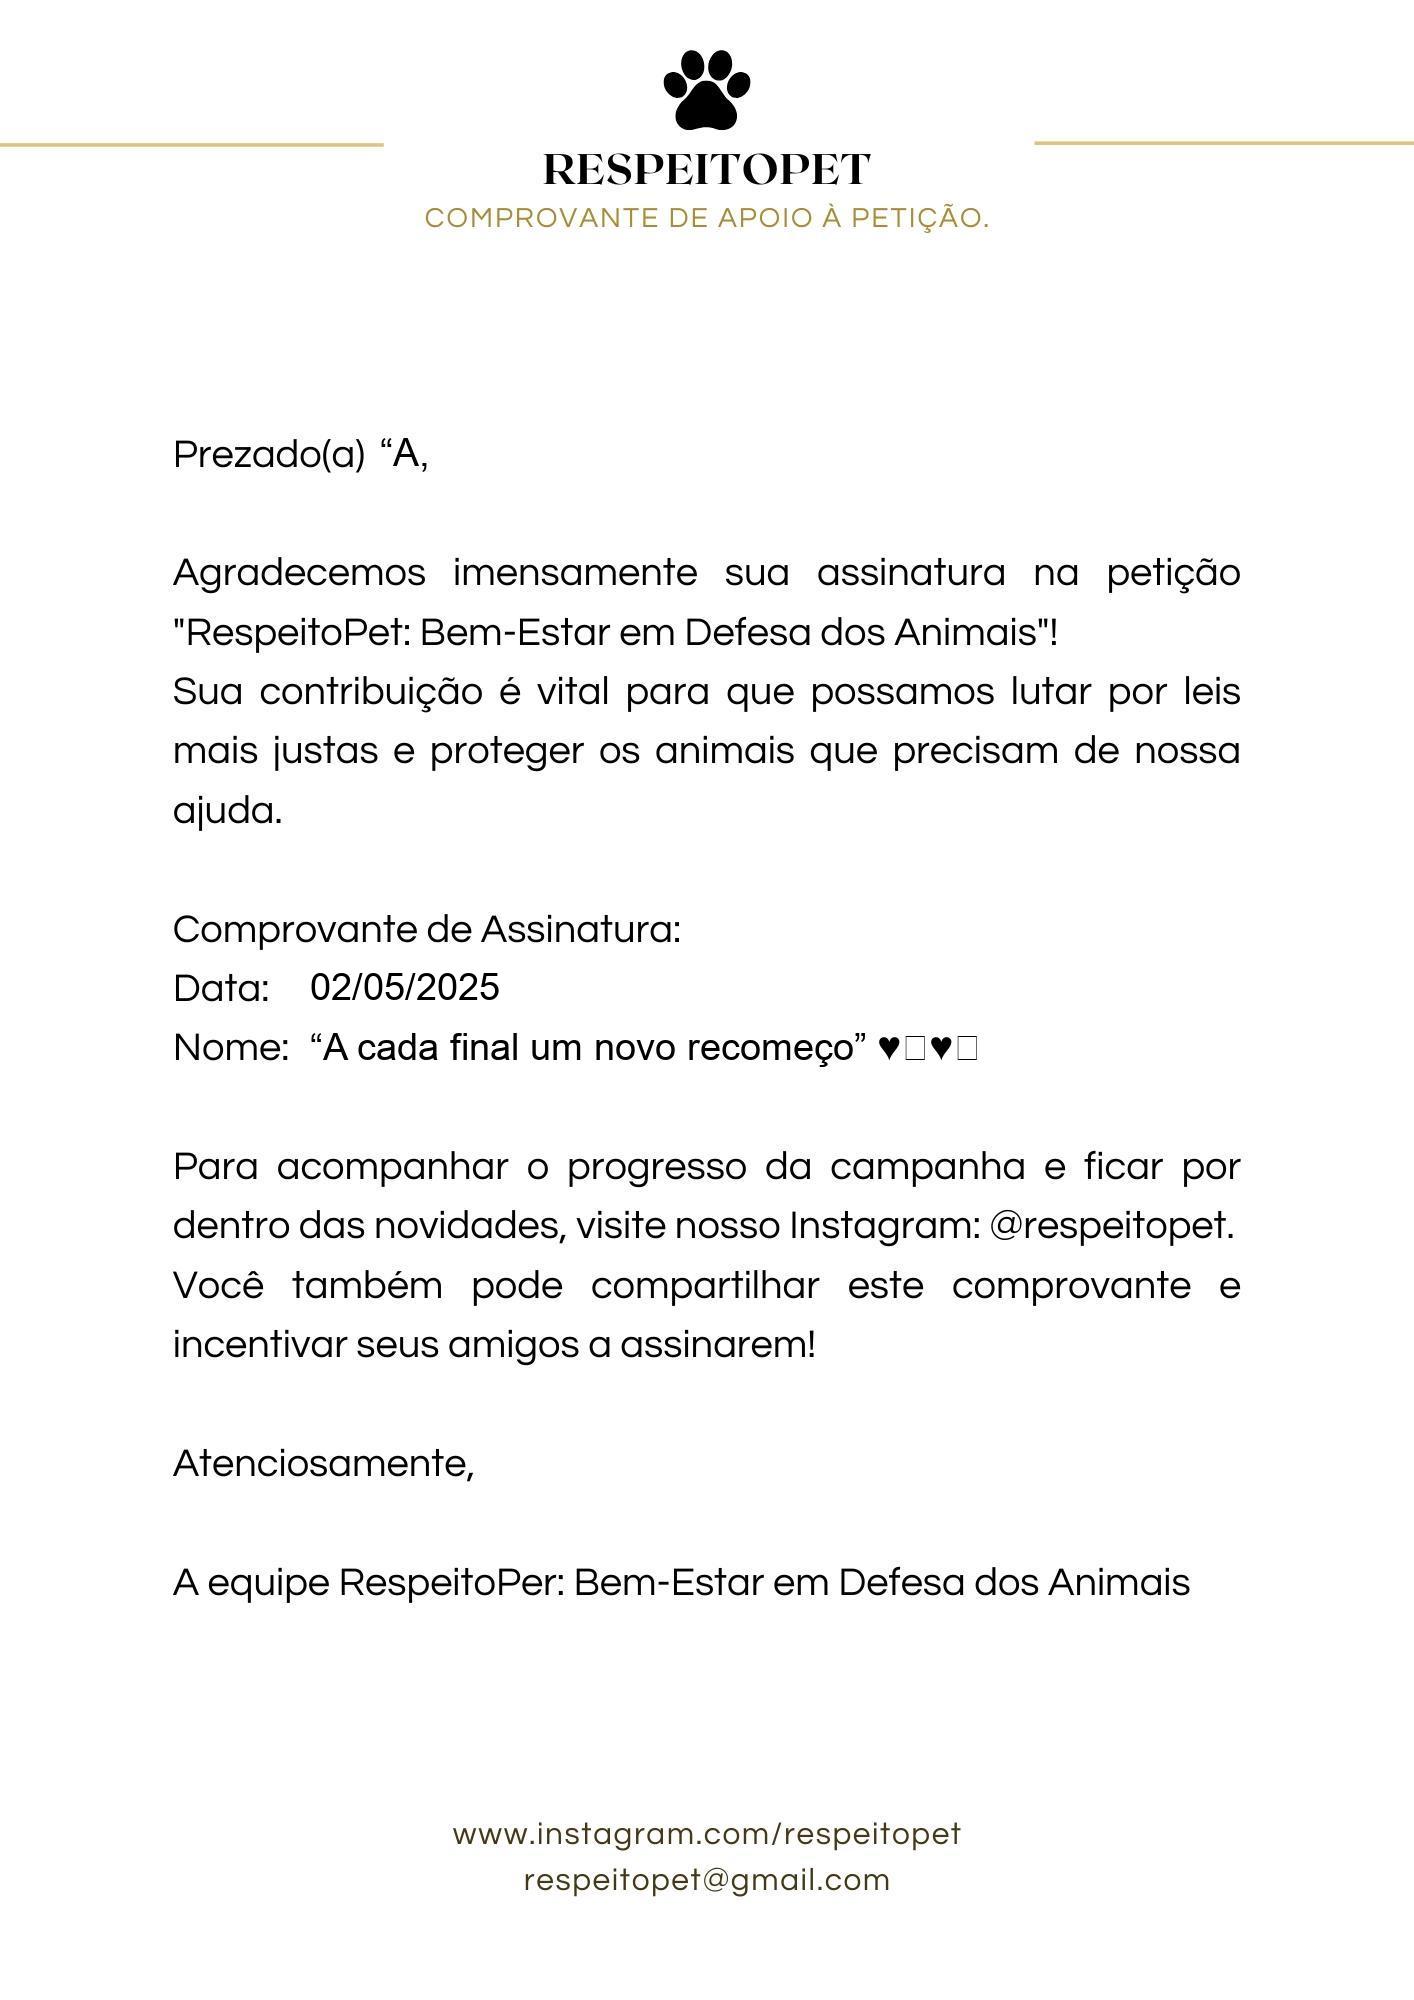 RESPEITOPET
COMPROVANTE DE APOIO À PETIÇÃO.
Prezado(a) “A,
Agradecemos imensamente sua assinatura na petição
"RespeitoPet: Bem-Estar em Defesa dos Animais"!
Sua contribuição é vital para que possamos lutar por leis
mais justas e proteger os animais que precisam de nossa
ajuda.
Comprovante de Assinatura:
Data: 02/05/2025
Nome: “A cada final um novo recomeço” ♥□♥□
Para acompanhar o progresso da campanha e ficar por
dentro das novidades, visite nosso Instagram: @respeitopet.
Você também pode compartilhar este comprovante e
incentivar seus amigos a assinarem!
Atenciosamente,
A equipe RespeitoPer: Bem-Estar em Defesa dos Animais
www.instagram.com/respeitopet
respeitopet@gmail.com